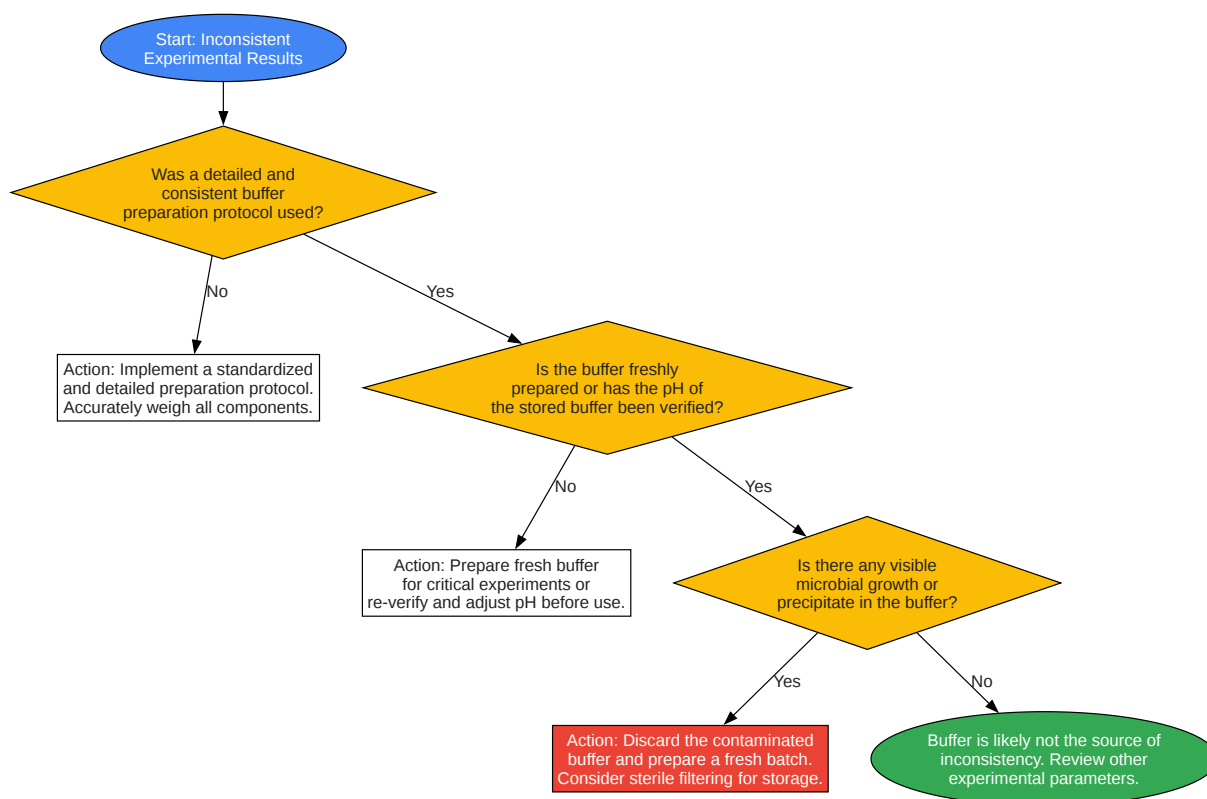 Start: Inconsistent
Experimental Results
Was a detailed and
consistent buffer
preparation protocol used?
No
Yes
Action: Implement a standardized
and detailed preparation protocol.
Accurately weigh all components.
Is the buffer freshly
prepared or has the pH of
the stored buffer been verified?
No
Yes
Action: Prepare fresh buffer
for critical experiments or
re-verify and adjust pH before use.
Is there any visible
microbial growth or
precipitate in the buffer?
Yes
No
Action: Discard the contaminated
buffer and prepare a fresh batch.
Consider sterile filtering for storage.
Buffer is likely not the source of
inconsistency. Review other
experimental parameters.